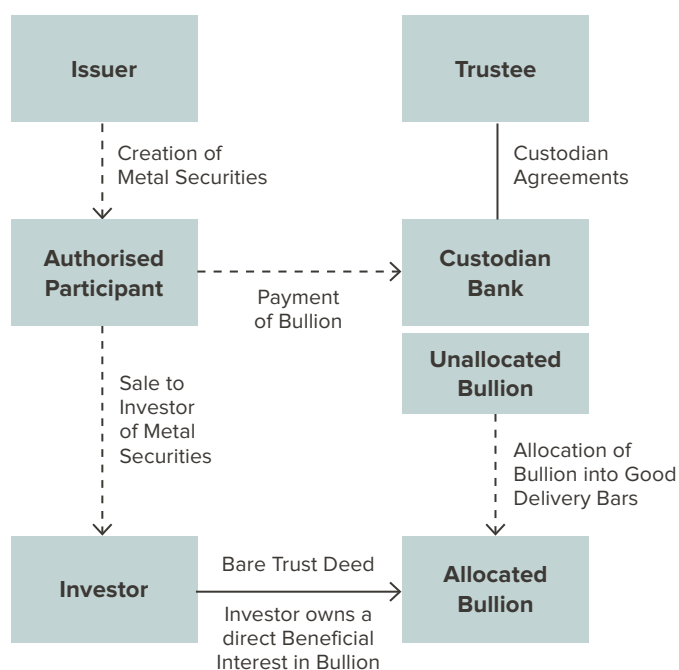 Issuer
Trustee
Creation of
Metal Securities
Custodian
Agreements
Authorised
Participant
Payment
of Bullion
Custodian
Bank
Unallocated
Bullion
Sale to
Investor
of Metal
Securities
Allocation of
Bullion into Good
Delivery Bars
Investor
Bare Trust Deed
Investor owns a
direct Beneficial
Interest in Bullion
Allocated
Bullion